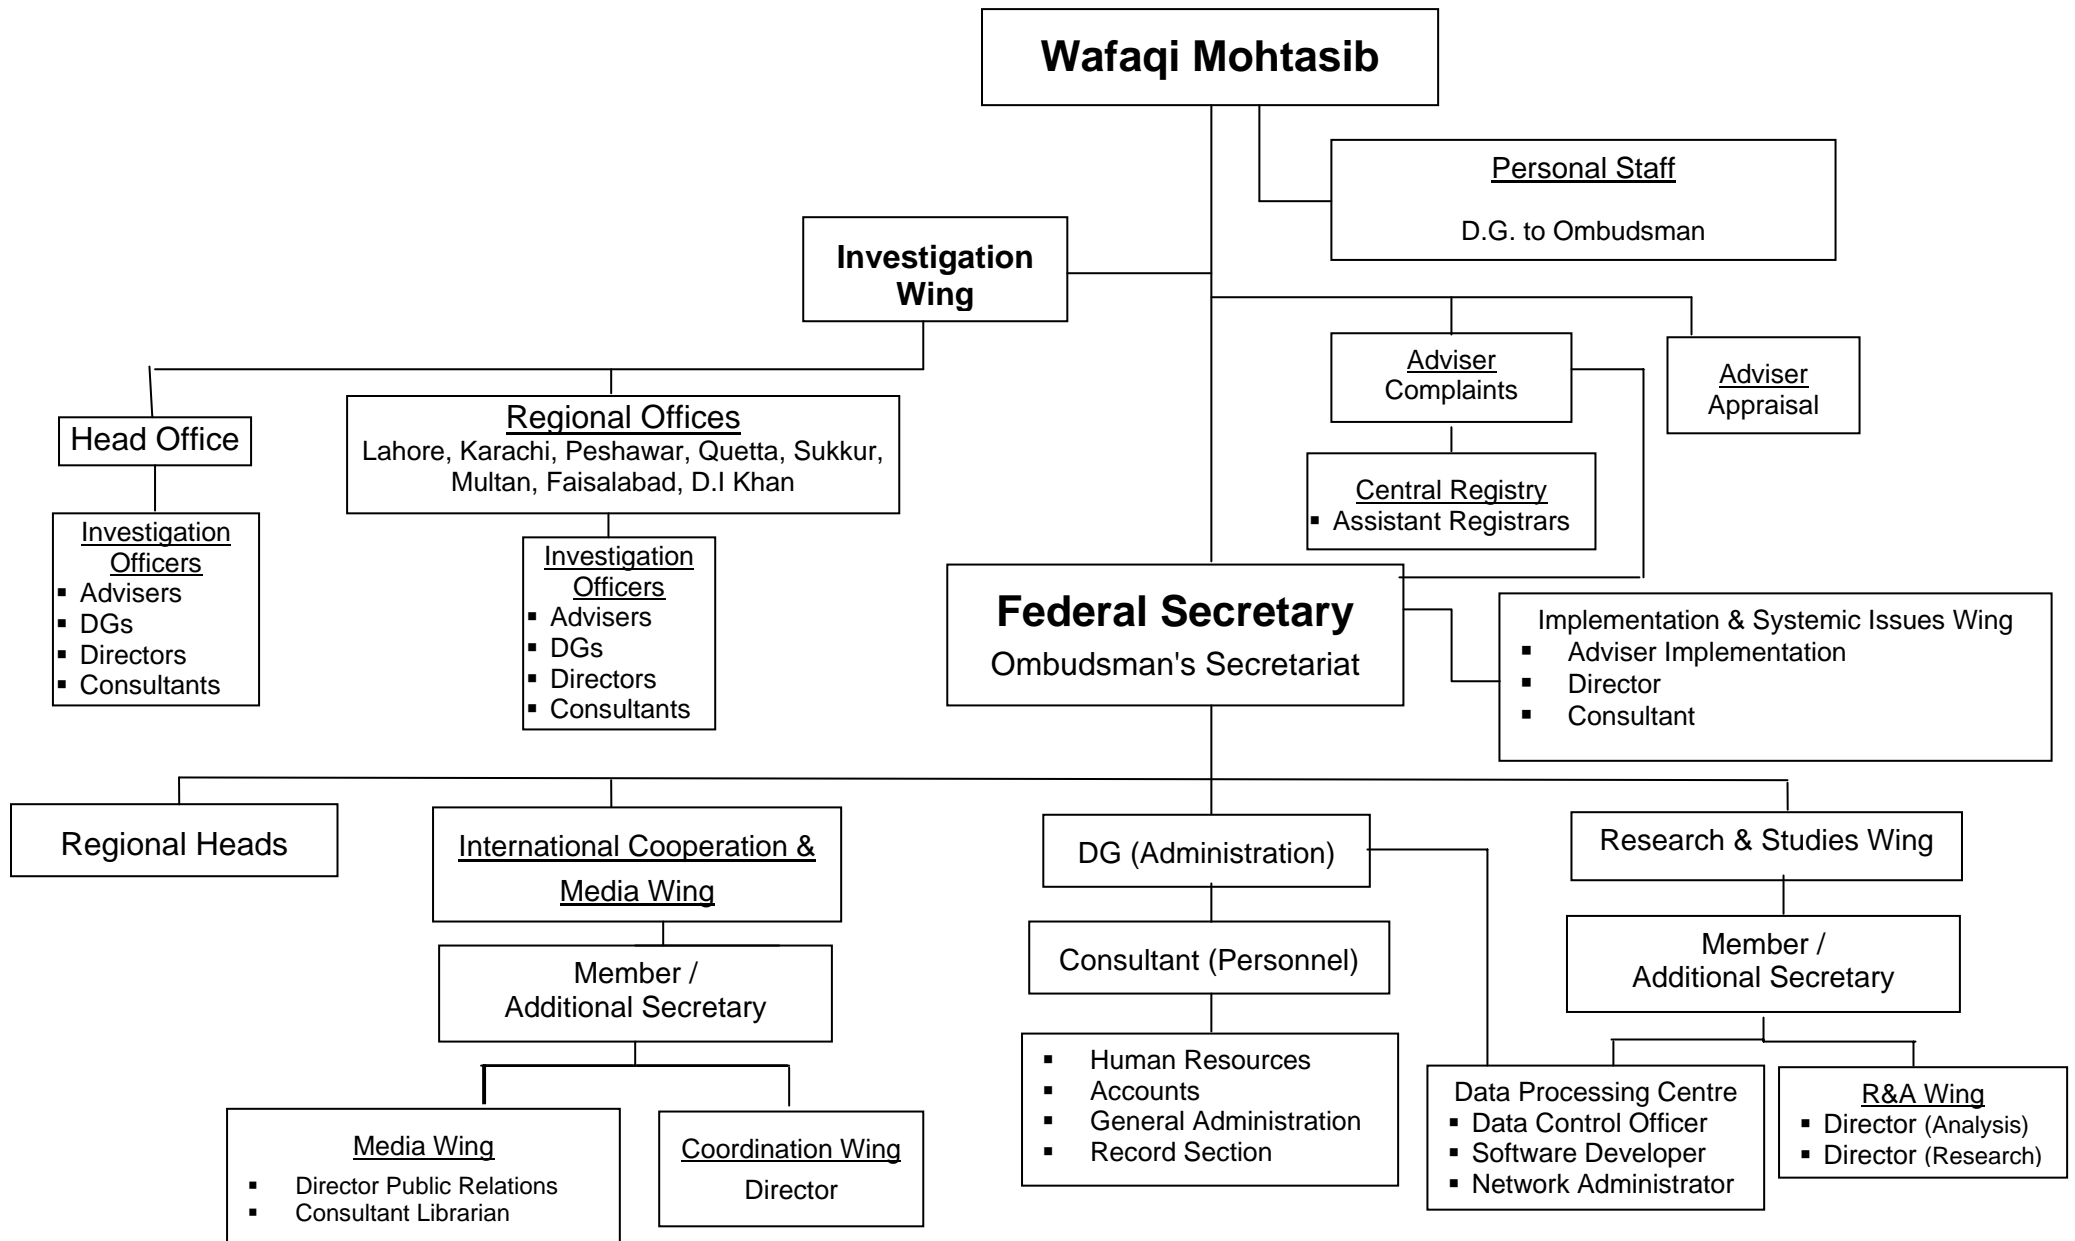 Wafaqi Mohtasib
Personal Staff
D.G. to Ombudsman
Investigation
Wing
Adviser
Complaints
Adviser
Appraisal
Head Office
Regional Offices
Lahore, Karachi, Peshawar, Quetta, Sukkur,
Multan, Faisalabad, D.I Khan
Central Registry
▪ Assistant Registrars
Investigation
Officers
▪ Advisers
▪ DGs
▪ Directors
▪ Consultants
Investigation
Officers
▪ Advisers
▪ DGs
▪ Directors
▪ Consultants
Federal Secretary
Ombudsman's Secretariat
Implementation & Systemic Issues Wing
▪ Adviser Implementation
▪ Director
▪ Consultant
Regional Heads
International Cooperation &
Media Wing
DG (Administration)
Research & Studies Wing
Member /
Additional Secretary
Consultant (Personnel)
Member /
Additional Secretary
Media Wing
▪ Director Public Relations
▪ Consultant Librarian
Coordination Wing
Director
▪ Human Resources
▪ Accounts
▪ General Administration
▪ Record Section
Data Processing Centre
▪ Data Control Officer
▪ Software Developer
▪ Network Administrator
R&A Wing
▪ Director (Analysis)
▪ Director (Research)